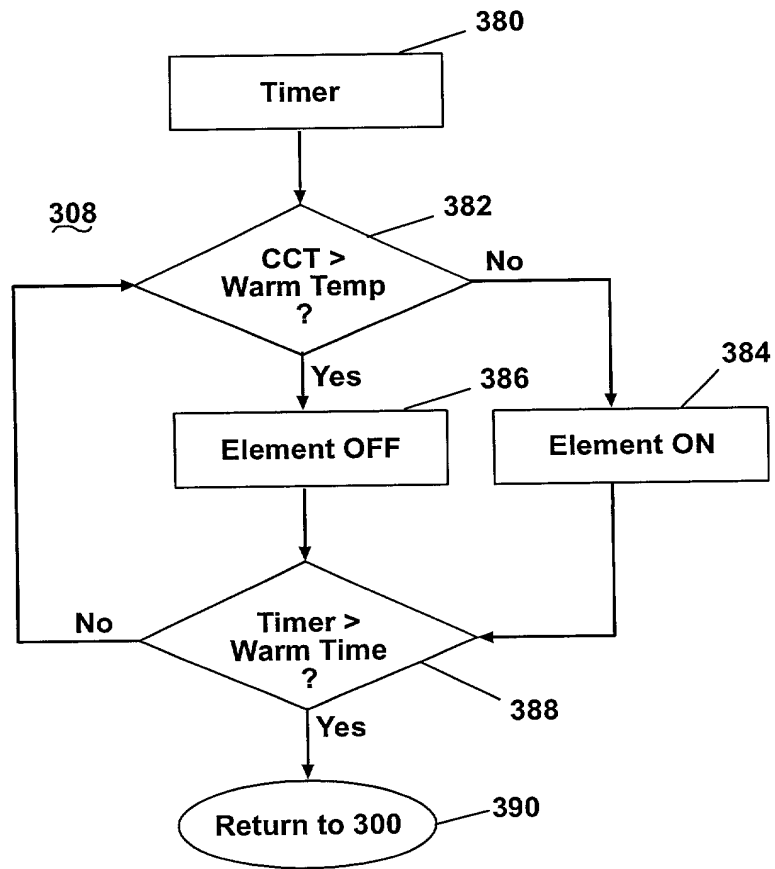 380
Timer
308
382
CCT >
Warm Temp
?
No
Yes
386
384
Element OFF
Element ON
No
Timer >
Warm Time
?
388
Yes
Return to 300
390